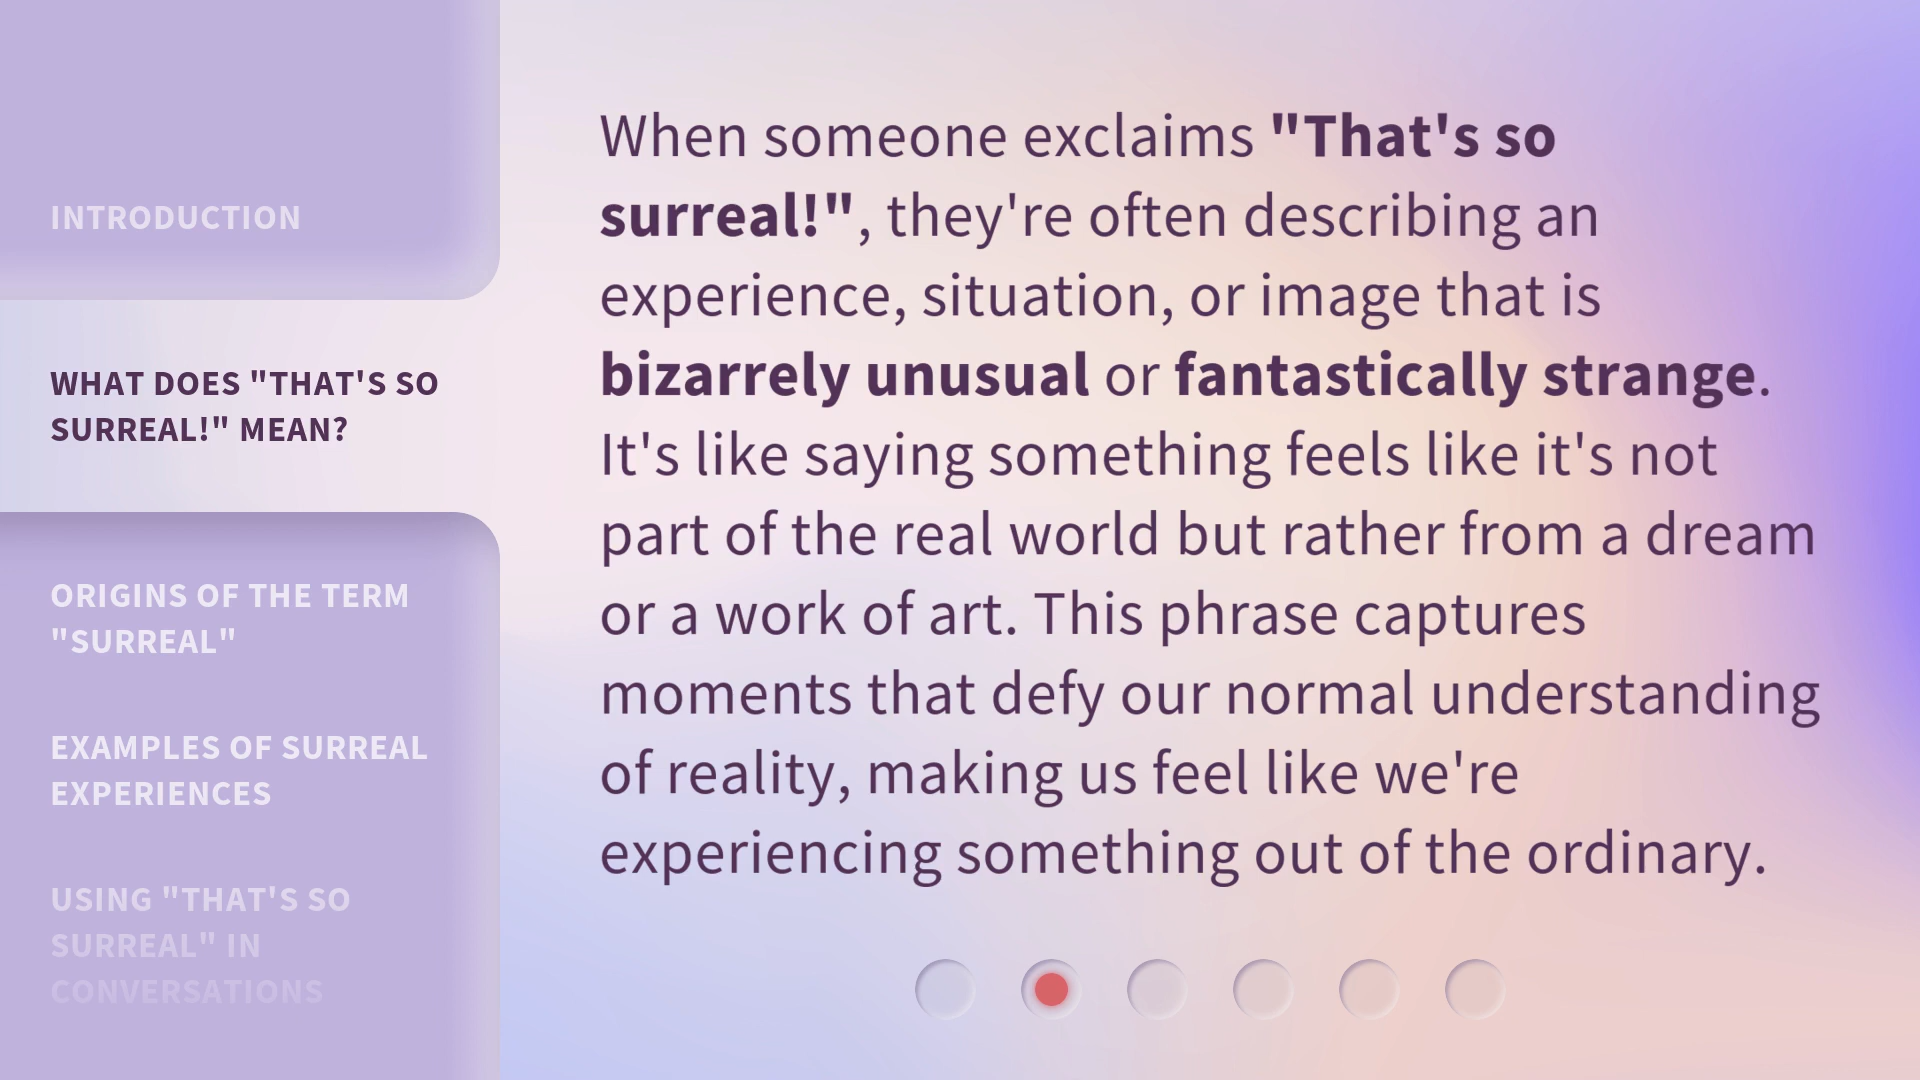 INTRODUCTION
WHAT DOES "THAT'S SO
SURREAL!" MEAN?
ORIGINS OF THE TERM
"SURREAL"
EXAMPLES OF SURREAL
EXPERIENCES
USING "THAT'S SO
SURREAL" IN
CONVERSATIONS
When someone exclaims "That's so
surreal!", they're often describing an
experience, situation, or image that is
bizarrely unusual or fantastically strange.
It's like saying something feels like it's not
part of the real world but rather from a dream
or a work of art. This phrase captures
moments that defy our normal understanding
of reality, making us feel like we're
experiencing something out of the ordinary.